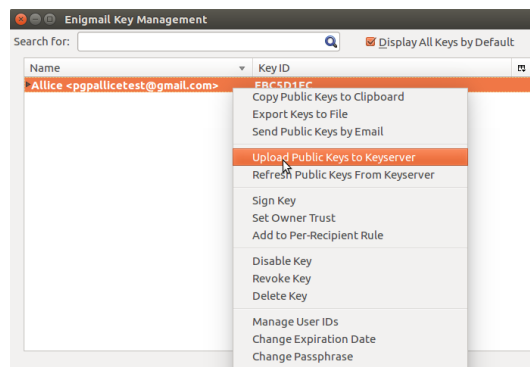 Enigmail Key Management
Search for:
Display All Keys by Default
Name Key ID
Allice <pgpallicetest@gmail.com> EBC5D1EC
Copy Public Keys to Clipboard
Export Keys to File
Send Public Keys by Email
Upload Public Keys to Keyserver
Refresh Public Keys From Keyserver
Sign Key
Set Owner Trust
Add to Per-Recipient Rule
Disable Key
Revoke Key
Delete Key
Manage User IDs
Change Expiration Date
Change Passphrase